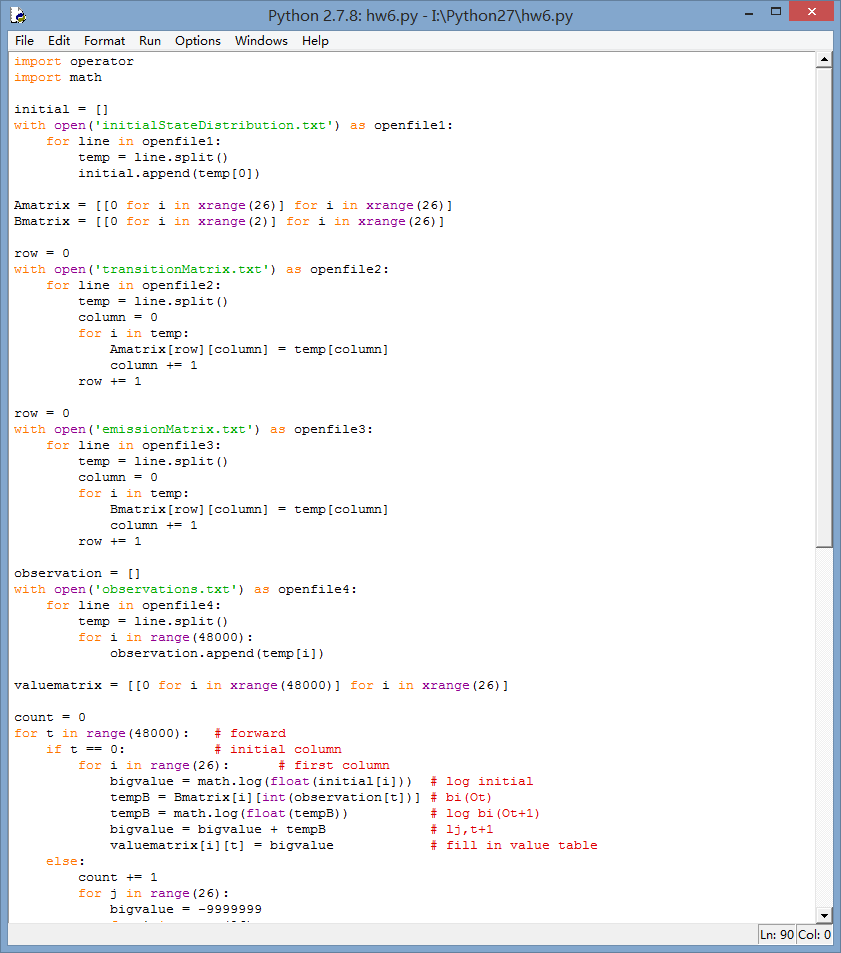 Python 2.7.8: hw6.py - I:\Python27\hw6.py
File Edit Format Run Options Windows Help
import operator
import math

initial = []
with open('initialStateDistribution.txt') as openfile1:
    for line in openfile1:
        temp = line.split()
        initial.append(temp[0])

Amatrix = [[0 for i in xrange(26)] for i in xrange(26)]
Bmatrix = [[0 for i in xrange(2)] for i in xrange(26)]

row = 0
with open('transitionMatrix.txt') as openfile2:
    for line in openfile2:
        temp = line.split()
        column = 0
        for i in temp:
            Amatrix[row][column] = temp[column]
            column += 1
        row += 1

row = 0
with open('emissionMatrix.txt') as openfile3:
    for line in openfile3:
        temp = line.split()
        column = 0
        for i in temp:
            Bmatrix[row][column] = temp[column]
            column += 1
        row += 1

observation = []
with open('observations.txt') as openfile4:
    for line in openfile4:
        temp = line.split()
        for i in range(48000):
            observation.append(temp[i])

valuematrix = [[0 for i in xrange(48000)] for i in xrange(26)]

count = 0
for t in range(48000):   # forward
    if t == 0:           # initial column
        for i in range(26):      # first column
            bigvalue = math.log(float(initial[i]))  # log initial
            tempB = Bmatrix[i][int(observation[t])] # bi(Ot)
            tempB = math.log(float(tempB))          # log bi(Ot+1)
            bigvalue = bigvalue + tempB             # lj,t+1
            valuematrix[i][t] = bigvalue            # fill in value table
    else:
        count += 1
        for j in range(26):
            bigvalue = -9999999
Ln: 90 Col: 0